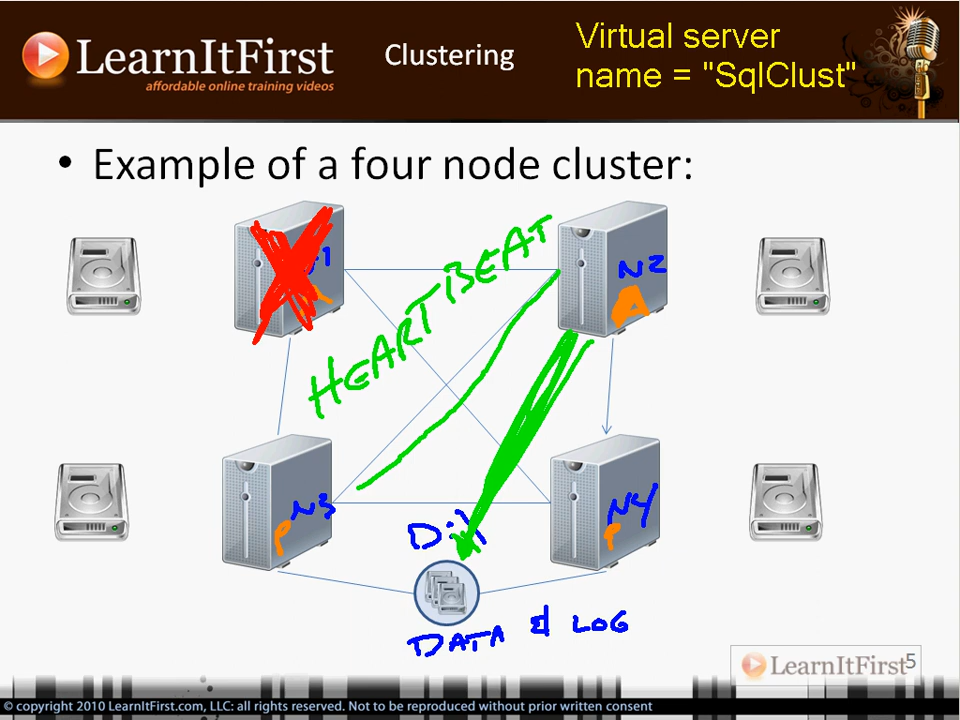 LearnItFirst
affordable online training videos
Clustering
Virtual server
name = "SqlClust"
• Example of a four node cluster:
HEARTBEAT
N2
A
N3
P
N4
P
D:\
DATA & LOG
LearnItFirst
5
© copyright 2010 LearnItFirst.com, LLC: all rights reserved. Not to be reproduced without prior written consent